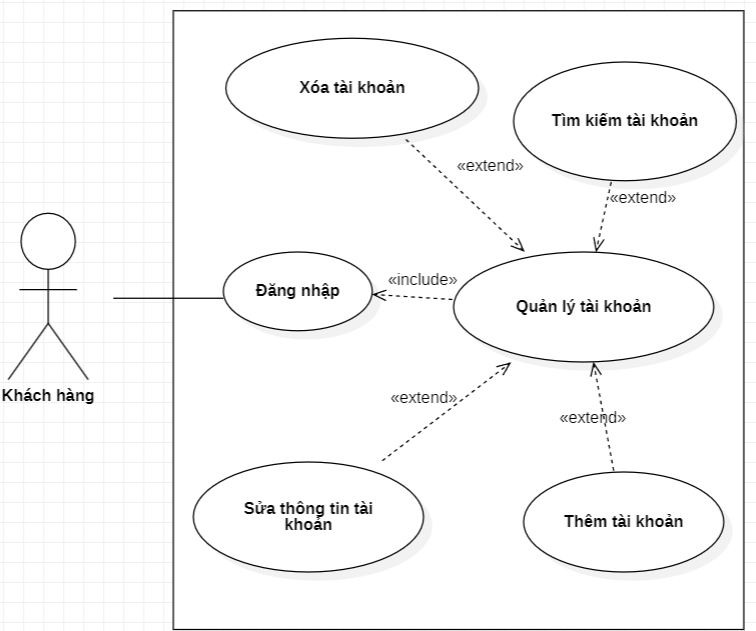 Xóa tài khoản
Tìm kiếm tài khoản
«extend»
«extend»
Đăng nhập
«include»
Quản lý tài khoản
Khách hàng
«extend»
«extend»
Sửa thông tin tài
khoản
Thêm tài khoản